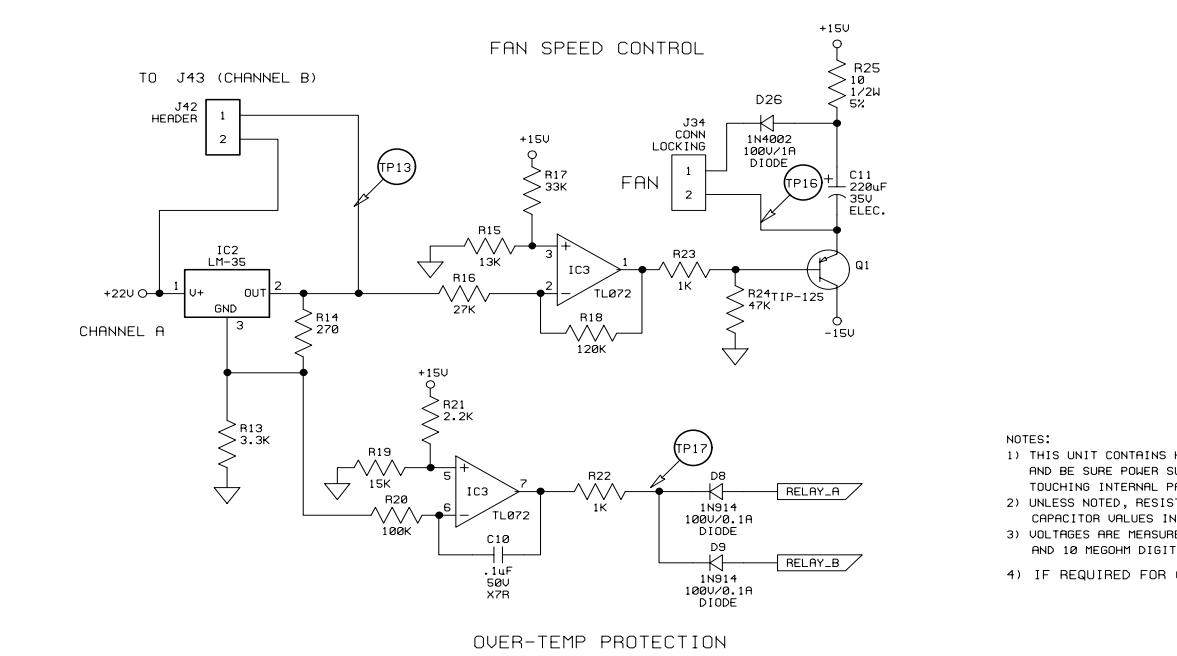 FAN SPEED CONTROL
+15V
R25
10
1/2W
5%
TO J43 (CHANNEL B)
J42
HEADER
1
2
TP13
+15V
R17
33K
J34
CONN
LOCKING
1
2
FAN
D26
1N4002
100V/1A
DIODE
TP16
+
C11
220uF
35V
ELEC.
R15
13K
3
+
IC3
1
2
-
TL072
R23
1K
Q1
TIP-125
R24
47K
-15V
IC2
LM-35
+22V
1
V+
OUT
2
GND
3
CHANNEL A
R14
270
R16
27K
R18
120K
R13
3.3K
+15V
R21
2.2K
R19
15K
5
+
IC3
7
6
-
TL072
R20
100K
C10
.1uF
50V
X7R
R22
1K
TP17
D8
1N914
100V/0.1A
DIODE
RELAY_A
D9
1N914
100V/0.1A
DIODE
RELAY_B
OVER-TEMP PROTECTION
NOTES:
1) THIS UNIT CONTAINS
AND BE SURE POWER
TOUCHING INTERNAL
2) UNLESS NOTED,
CAPACITOR VALUES IN
3) VOLTAGES ARE
AND 10 MEGOHM
4) IF REQUIRED FOR